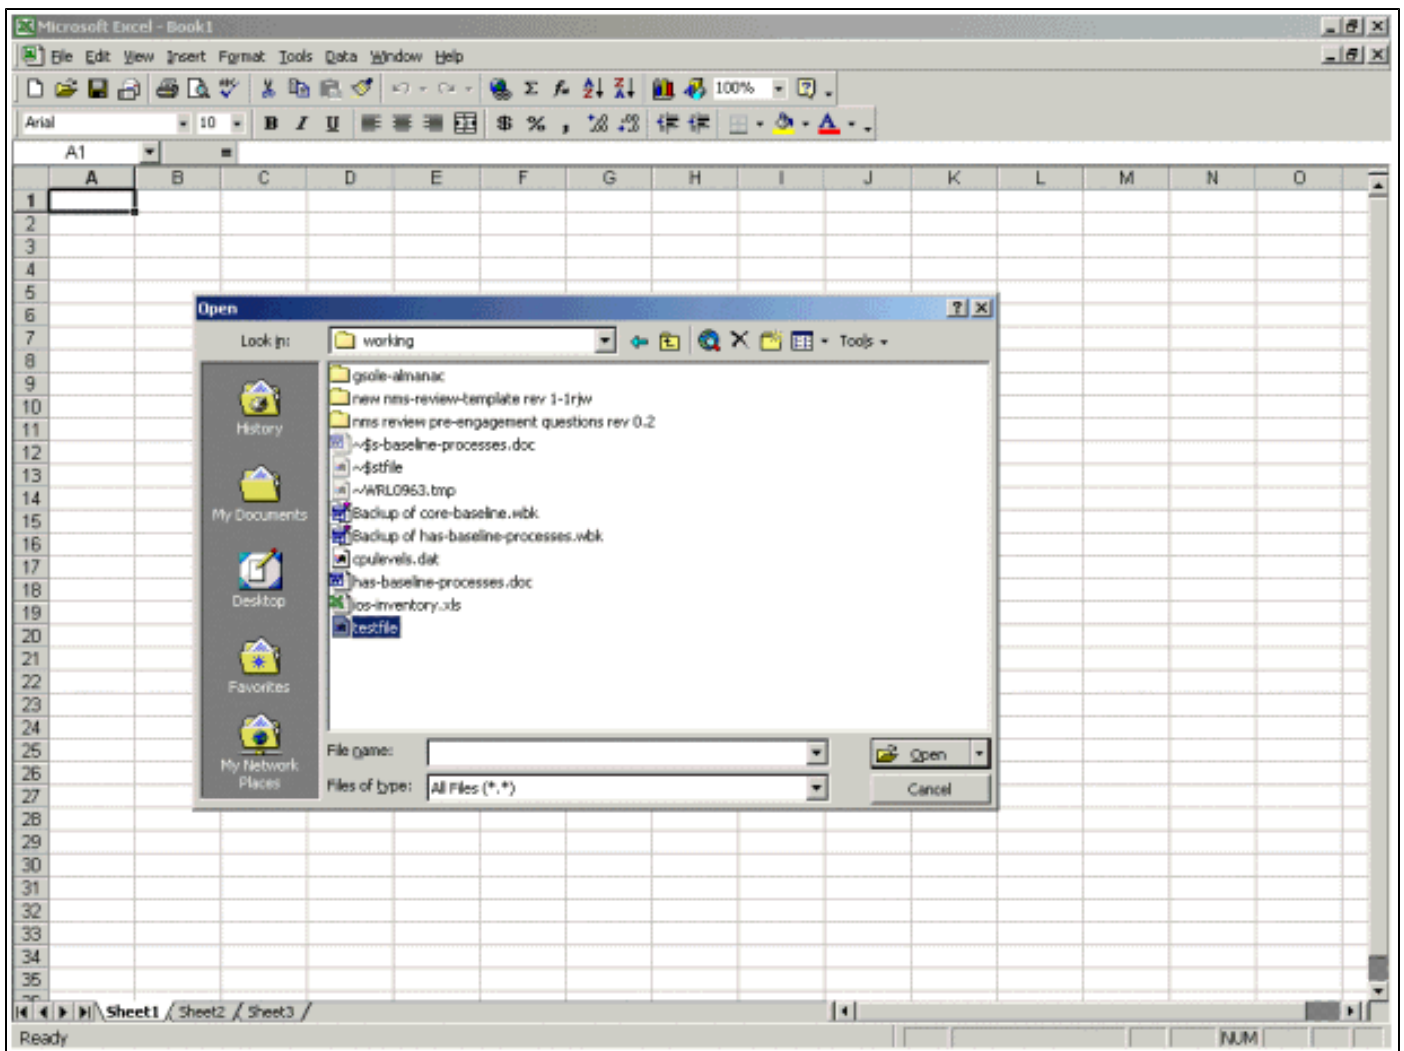 Microsoft Excel - Book1
File Edit View Insert Format Tools Data Window Help
100%
Arial 10 B I U $ % ,
A1 =
A B C D E F G H I J K L M N O
1
2
3
4
5
6
7
8
9
10
11
12
13
14
15
16
17
18
19
20
21
22
23
24
25
26
27
28
29
30
31
32
33
34
35
Open
Look in: working Tools
History
My Documents
Desktop
Favorites
My Network
Places
gsole-almanac
new nms-review-template rev 1-1rjw
nms review pre-engagement questions rev 0.2
~$s-baseline-processes.doc
~$stfile
~WRL0963.tmp
Backup of core-baseline.wbk
Backup of has-baseline-processes.wbk
cpulevels.dat
has-baseline-processes.doc
ios-inventory.xls
testfile
File name: Open
Files of type: All Files (*.*) Cancel
Sheet1 Sheet2 Sheet3
Ready NUM